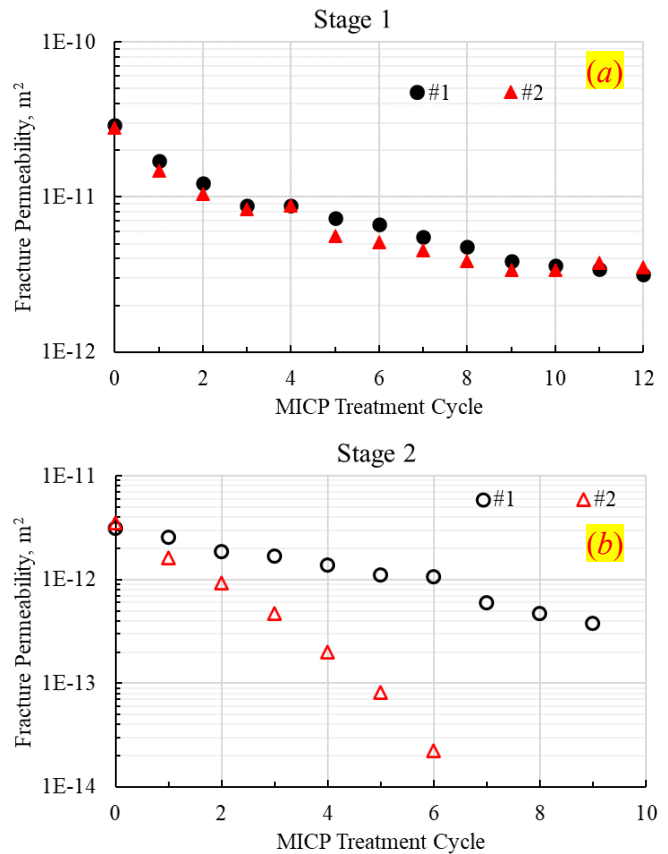 Stage 1
1E-10
(a)
#1 #2
1E-11
1E-12
Fracture Permeability, m²
0 2 4 6 8 10 12
MICP Treatment Cycle
Stage 2
1E-11
#1 #2
(b)
1E-12
1E-13
1E-14
Fracture Permeability, m²
0 2 4 6 8 10
MICP Treatment Cycle